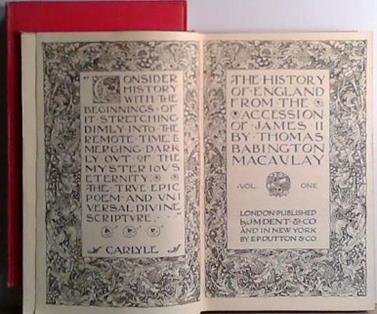 "CONSIDER
HISTORY
WITH THE
BEGINNINGS OF
IT STRETCHING
DIMLY INTO THE
REMOTE TIME; E
MERGING DARK
LY OUT OF THE
MYSTERIOUS
ETERNITY:
THE TRUE EPIC
POEM AND UNI
VERSAL DIVINE
SCRIPTURE."
CARLYLE
THE HISTORY
OF ENGLAND
FROM THE
ACCESSION
OF JAMES II
BY THOMAS
BABINGTON
MACAULAY
VOL. ONE
LONDON: PUBLISHED
by J.M. DENT & CO
AND IN NEW YORK
BY E.P. DUTTON & CO